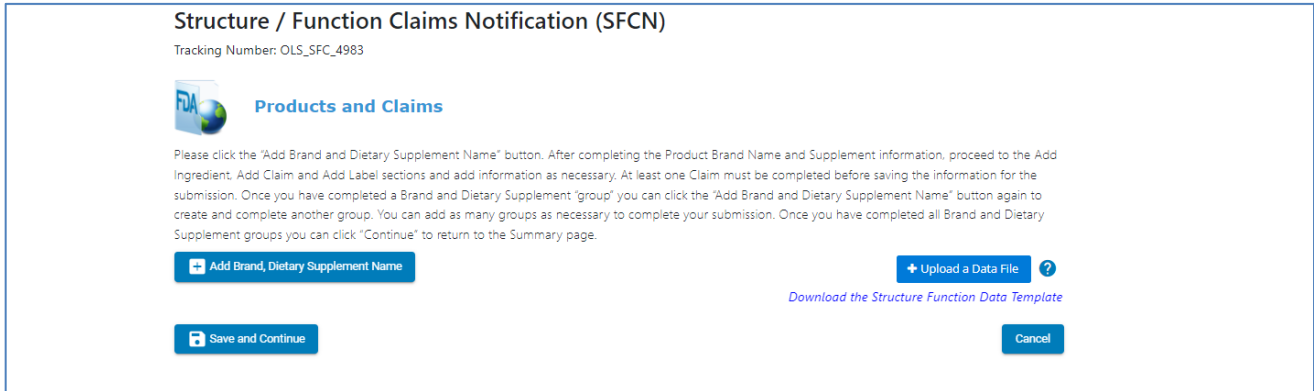 Structure / Function Claims Notification (SFCN)
Tracking Number: OLS_SFC_4983
FDA
Products and Claims
Please click the "Add Brand and Dietary Supplement Name" button. After completing the Product Brand Name and Supplement information, proceed to the Add
Ingredient, Add Claim and Add Label sections and add information as necessary. At least one Claim must be completed before saving the information for the
submission. Once you have completed a Brand and Dietary Supplement "group" you can click the "Add Brand and Dietary Supplement Name" button again to
create and complete another group. You can add as many groups as necessary to complete your submission. Once you have completed all Brand and Dietary
Supplement groups you can click "Continue" to return to the Summary page.
+ Add Brand, Dietary Supplement Name
+ Upload a Data File ?
Download the Structure Function Data Template
Save and Continue
Cancel